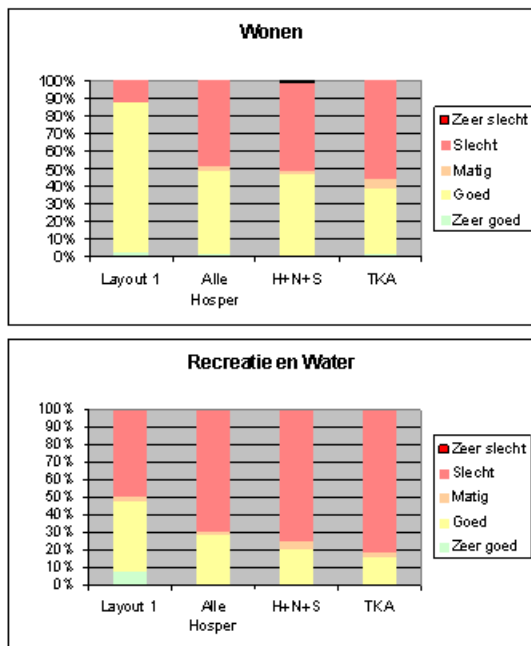 Wonen
100%
90%
80%
70%
60%
50%
40%
30%
20%
10%
0%
Layout 1
Alle
Hosper
H+N+S
TKA
Zeer slecht
Slecht
Matig
Goed
Zeer goed
Recreatie en Water
100%
90%
80%
70%
60%
50%
40%
30%
20%
10%
0%
Layout 1
Alle
Hosper
H+N+S
TKA
Zeer slecht
Slecht
Matig
Goed
Zeer goed